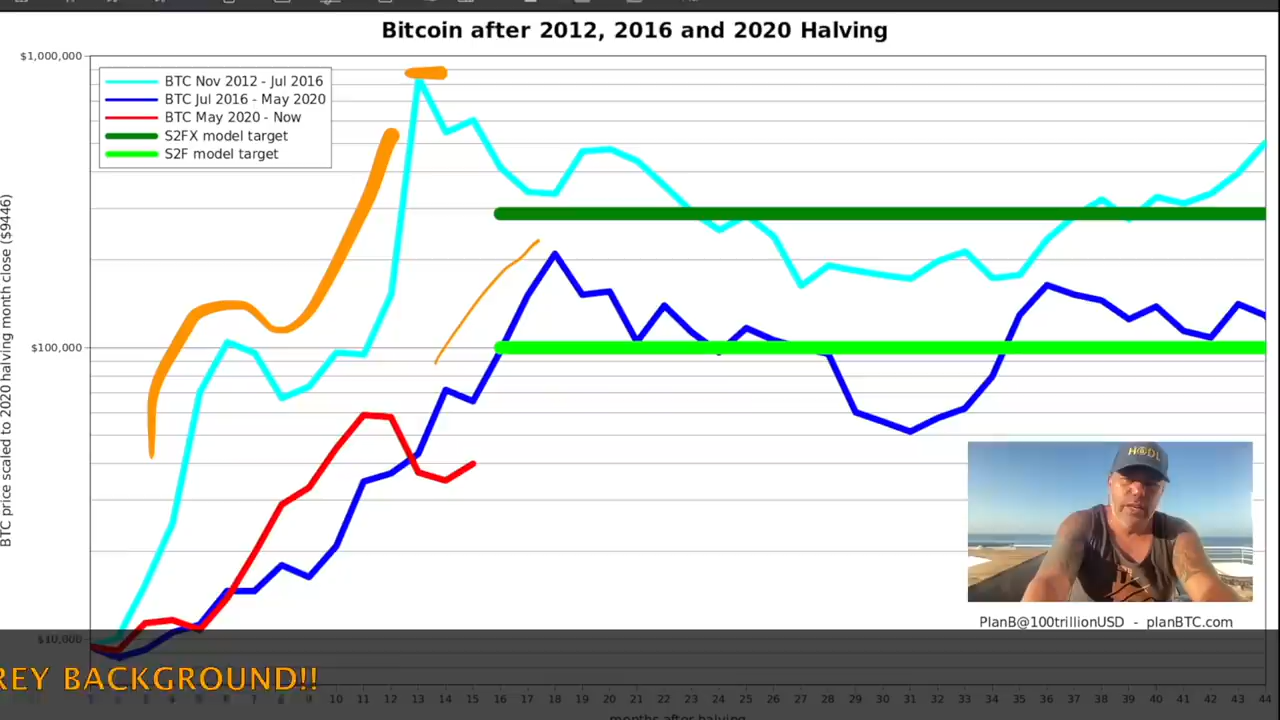 Bitcoin after 2012, 2016 and 2020 Halving
$1,000,000
BTC Nov 2012 - Jul 2016
BTC Jul 2016 - May 2020
BTC May 2020 - Now
S2FX model target
S2F model target
BTC price scaled to 2020 halving month close ($9446)
$100,000
H@DL
PlanB@100trillionUSD - planBTC.com
$10,000
REY BACKGROUND!!
10 11 12 13 14 15 16 17 18 19 20 21 22 23 24 25 26 27 28 29 30 31 32 33 34 35 36 37 38 39 40 41 42 43 44
months after halving